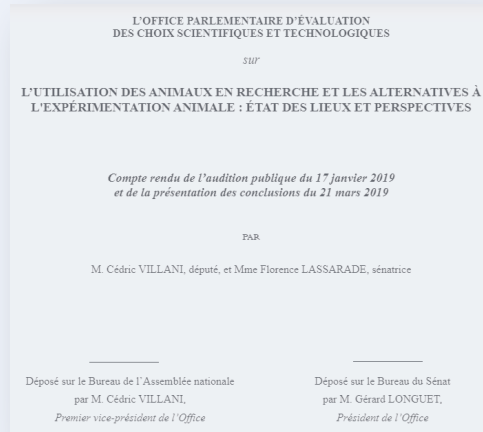 L'OFFICE PARLEMENTAIRE D'ÉVALUATION
DES CHOIX SCIENTIFIQUES ET TECHNOLOGIQUES
sur
L'UTILISATION DES ANIMAUX EN RECHERCHE ET LES ALTERNATIVES À
L'EXPÉRIMENTATION ANIMALE : ÉTAT DES LIEUX ET PERSPECTIVES
Compte rendu de l'audition publique du 17 janvier 2019
et de la présentation des conclusions du 21 mars 2019
PAR
M. Cédric VILLANI, député, et Mme Florence LASSARADE, sénatrice
Déposé sur le Bureau de l'Assemblée nationale
par M. Cédric VILLANI,
Premier vice-président de l'Office
Déposé sur le Bureau du Sénat
par M. Gérard LONGUET,
Président de l'Office